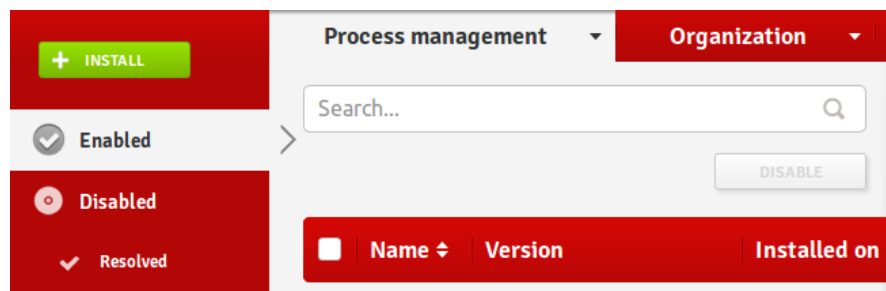 Process management
Organization
INSTALL
Search...
Enabled
DISABLE
Disabled
Name Version Installed on
Resolved